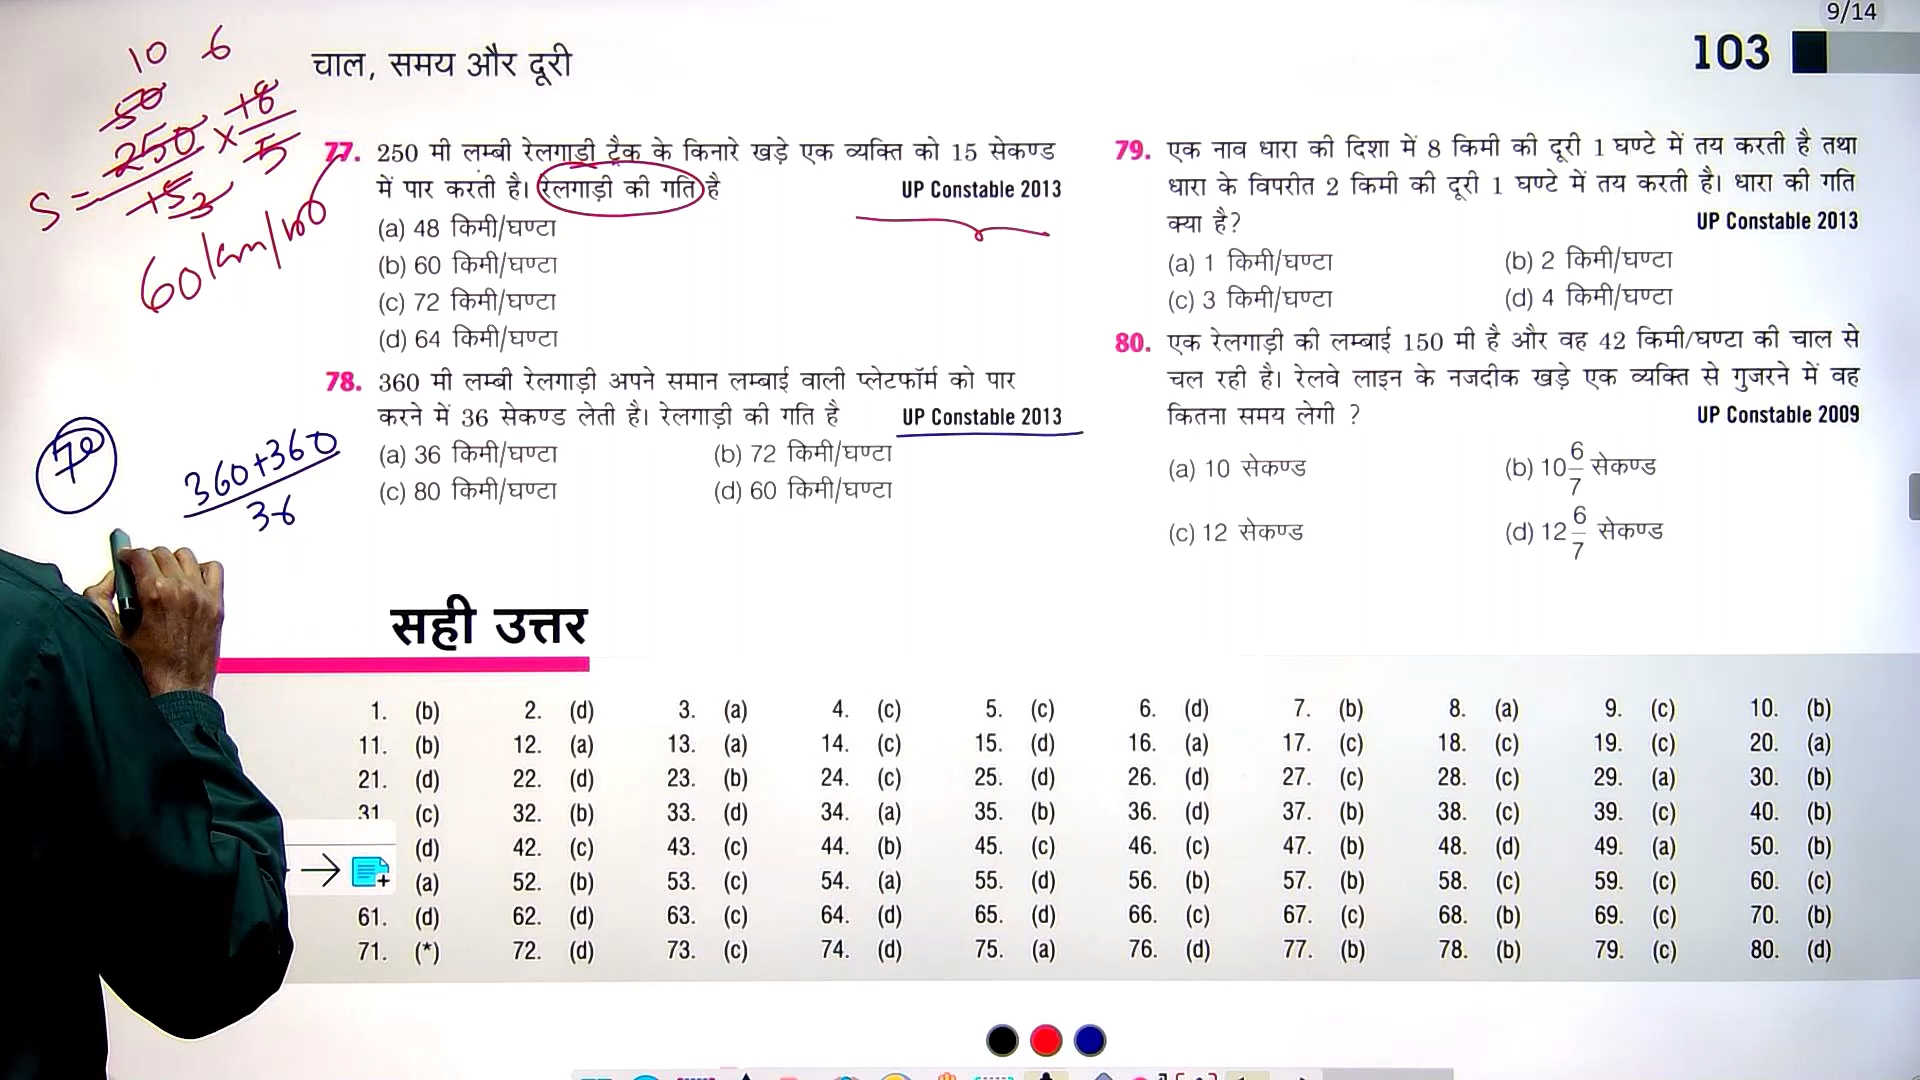 9/14
103
चाल, समय और दूरी
10 6
50
250 × 18
S =
15 5
3
60 km/hr
77. 250 मी लम्बी रेलगाड़ी ट्रैक के किनारे खड़े एक व्यक्ति को 15 सेकण्ड
में पार करती है। रेलगाड़ी की गति है UP Constable 2013
(a) 48 किमी/घण्टा
(b) 60 किमी/घण्टा
(c) 72 किमी/घण्टा
(d) 64 किमी/घण्टा
78. 360 मी लम्बी रेलगाड़ी अपने समान लम्बाई वाली प्लेटफॉर्म को पार
करने में 36 सेकण्ड लेती है। रेलगाड़ी की गति है UP Constable 2013
(a) 36 किमी/घण्टा (b) 72 किमी/घण्टा
(c) 80 किमी/घण्टा (d) 60 किमी/घण्टा
360+360
36
79. एक नाव धारा की दिशा में 8 किमी की दूरी 1 घण्टे में तय करती है तथा
धारा के विपरीत 2 किमी की दूरी 1 घण्टे में तय करती है। धारा की गति
क्या है? UP Constable 2013
(a) 1 किमी/घण्टा (b) 2 किमी/घण्टा
(c) 3 किमी/घण्टा (d) 4 किमी/घण्टा
80. एक रेलगाड़ी की लम्बाई 150 मी है और वह 42 किमी/घण्टा की चाल से
चल रही है। रेलवे लाइन के नजदीक खड़े एक व्यक्ति से गुजरने में वह
कितना समय लेगी ? UP Constable 2009
(a) 10 सेकण्ड (b) 10 6/7 सेकण्ड
(c) 12 सेकण्ड (d) 12 6/7 सेकण्ड
सही उत्तर
1. (b) 2. (d) 3. (a) 4. (c) 5. (c) 6. (d) 7. (b) 8. (a) 9. (c) 10. (b)
11. (b) 12. (a) 13. (a) 14. (c) 15. (d) 16. (a) 17. (c) 18. (c) 19. (c) 20. (a)
21. (d) 22. (d) 23. (b) 24. (c) 25. (d) 26. (d) 27. (c) 28. (c) 29. (a) 30. (b)
31 (c) 32. (b) 33. (d) 34. (a) 35. (b) 36. (d) 37. (b) 38. (c) 39. (c) 40. (b)
(d) 42. (c) 43. (c) 44. (b) 45. (c) 46. (c) 47. (b) 48. (d) 49. (a) 50. (b)
(a) 52. (b) 53. (c) 54. (a) 55. (d) 56. (b) 57. (b) 58. (c) 59. (c) 60. (c)
61. (d) 62. (d) 63. (c) 64. (d) 65. (d) 66. (c) 67. (c) 68. (b) 69. (c) 70. (b)
71. (*) 72. (d) 73. (c) 74. (d) 75. (a) 76. (d) 77. (b) 78. (b) 79. (c) 80. (d)